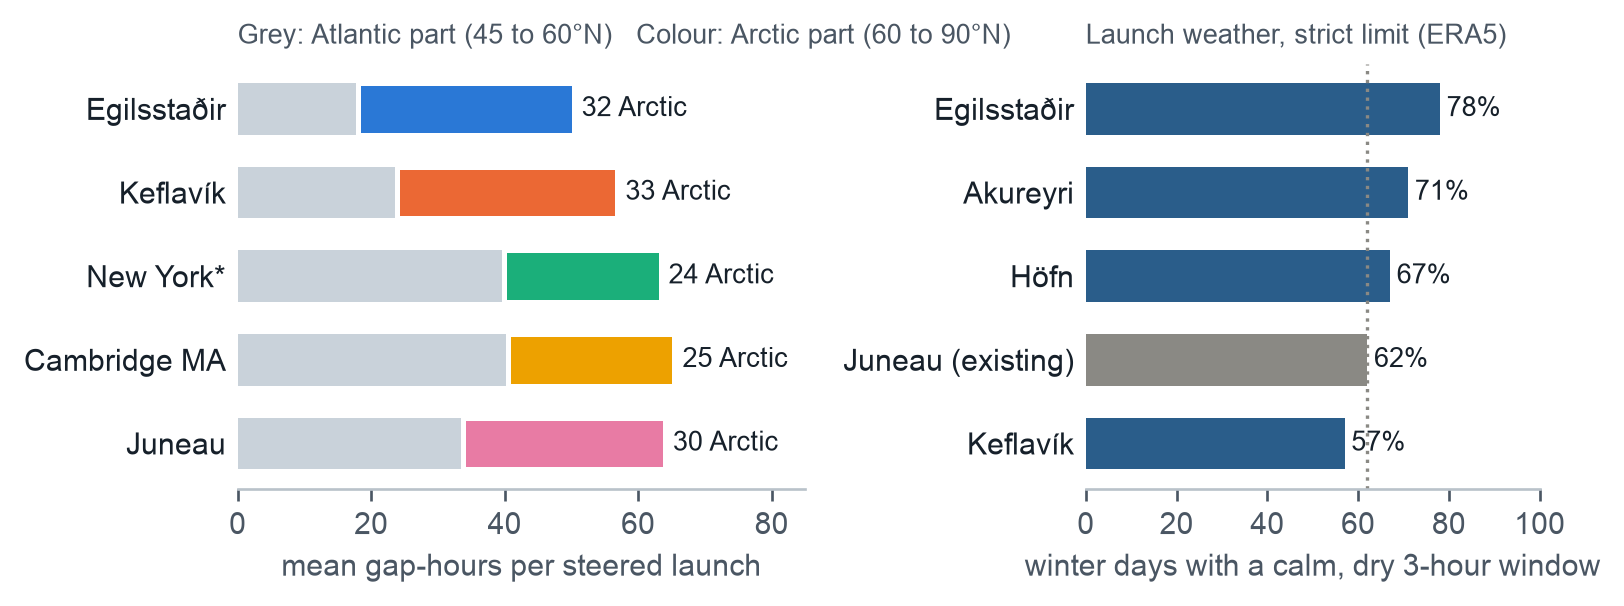 Grey: Atlantic part (45 to 60°N)   Colour: Arctic part (60 to 90°N)
Egilsstaðir 32 Arctic
Keflavík 33 Arctic
New York* 24 Arctic
Cambridge MA 25 Arctic
Juneau 30 Arctic
0 20 40 60 80
mean gap-hours per steered launch
Launch weather, strict limit (ERA5)
Egilsstaðir 78%
Akureyri 71%
Höfn 67%
Juneau (existing) 62%
Keflavík 57%
0 20 40 60 80 100
winter days with a calm, dry 3-hour window